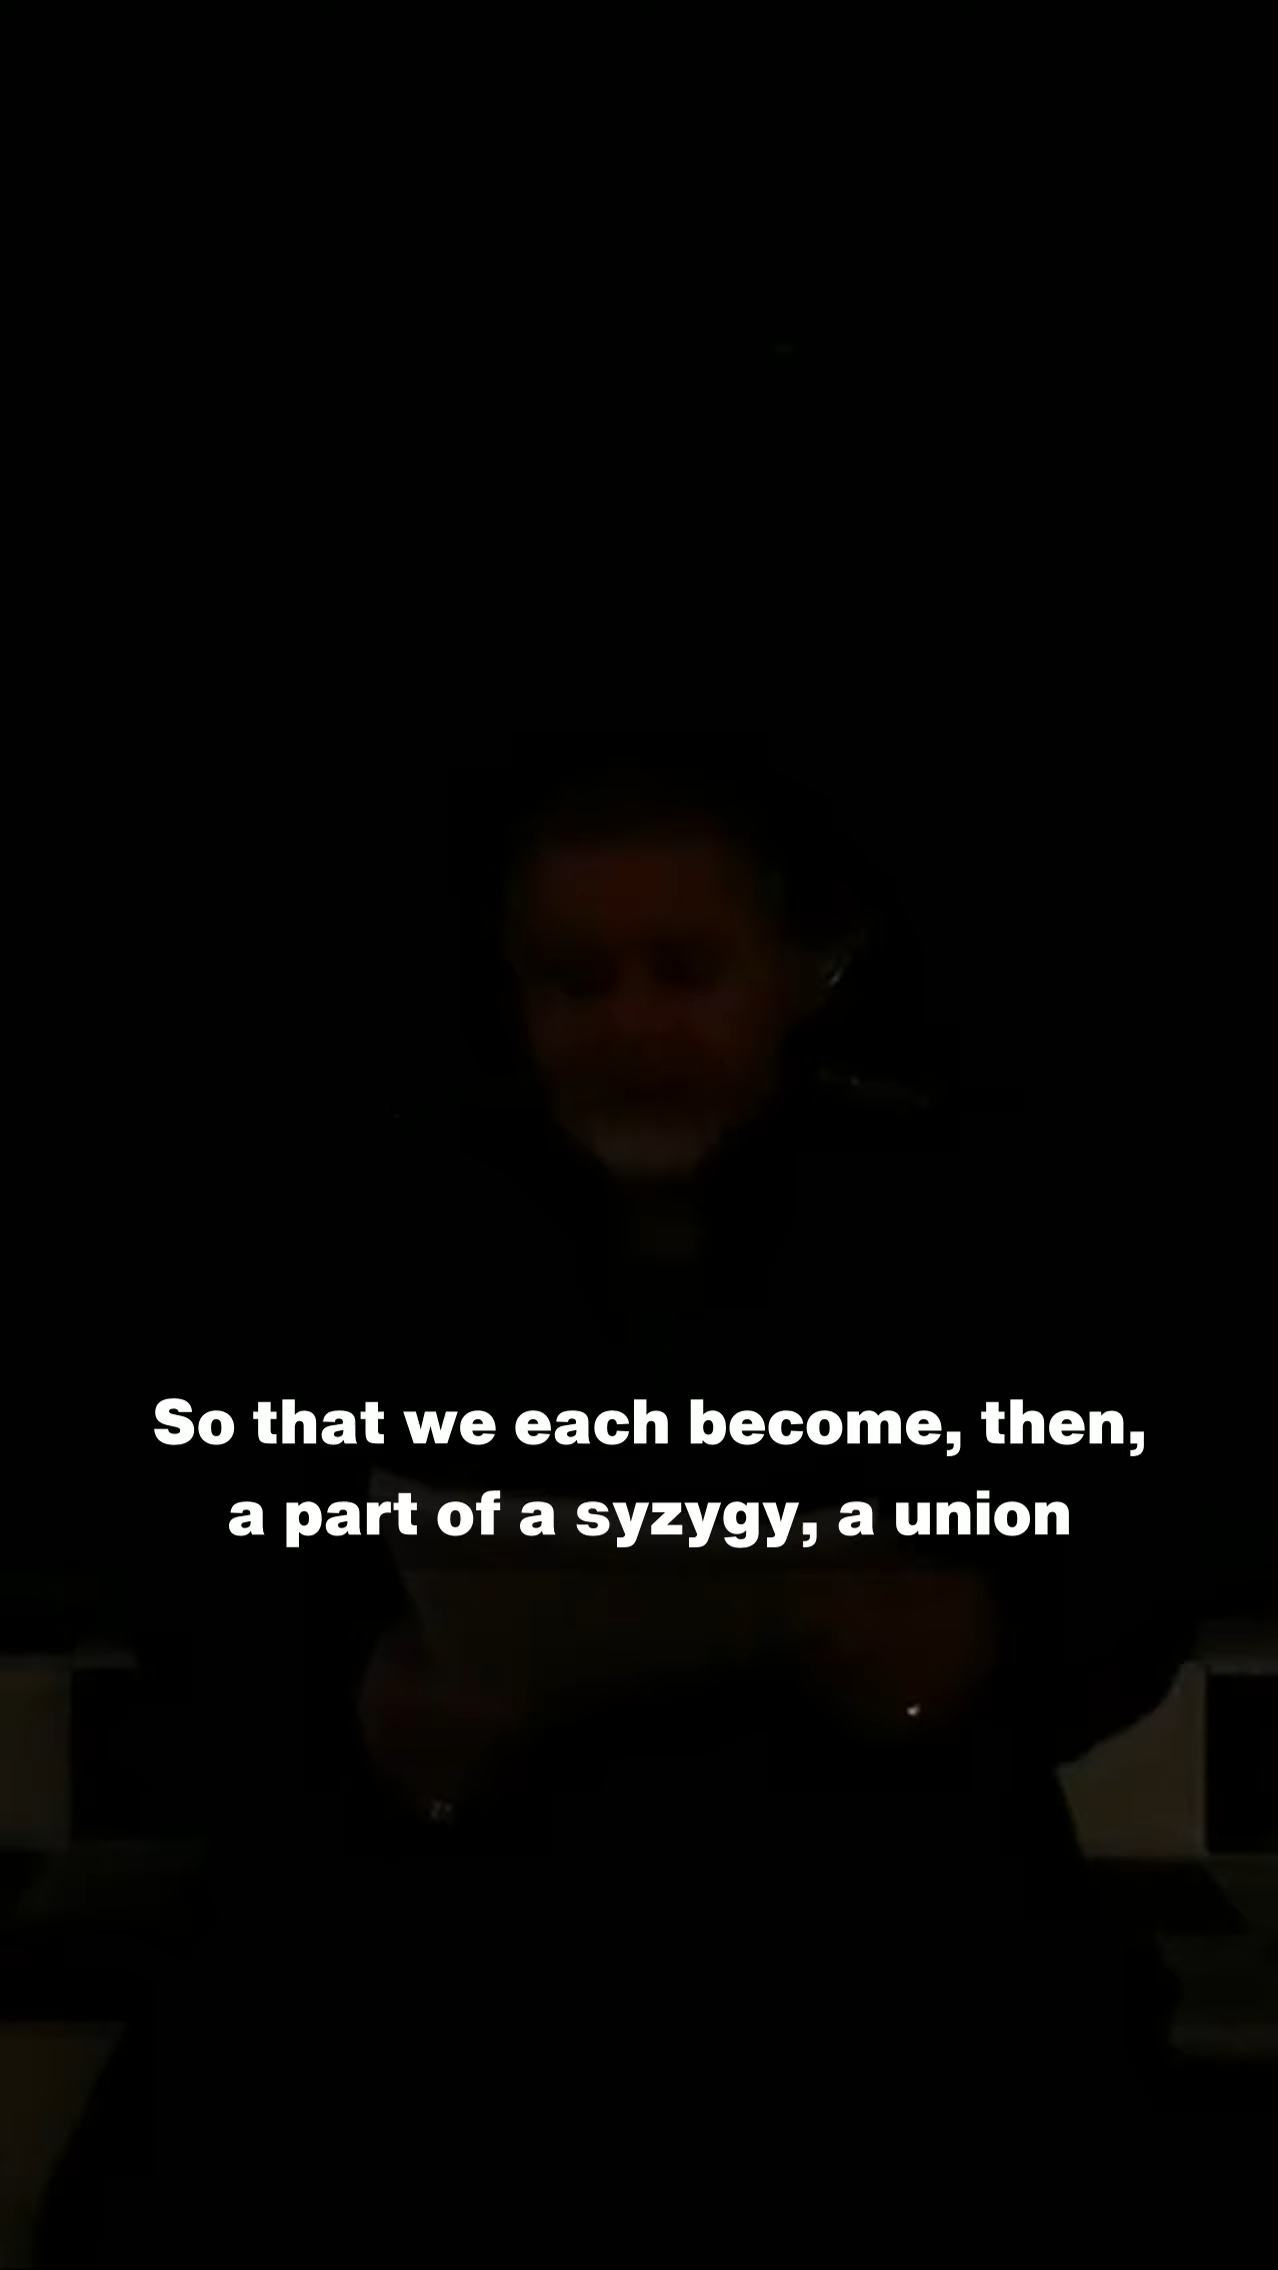 So that we each become, then,
a part of a syzygy, a union